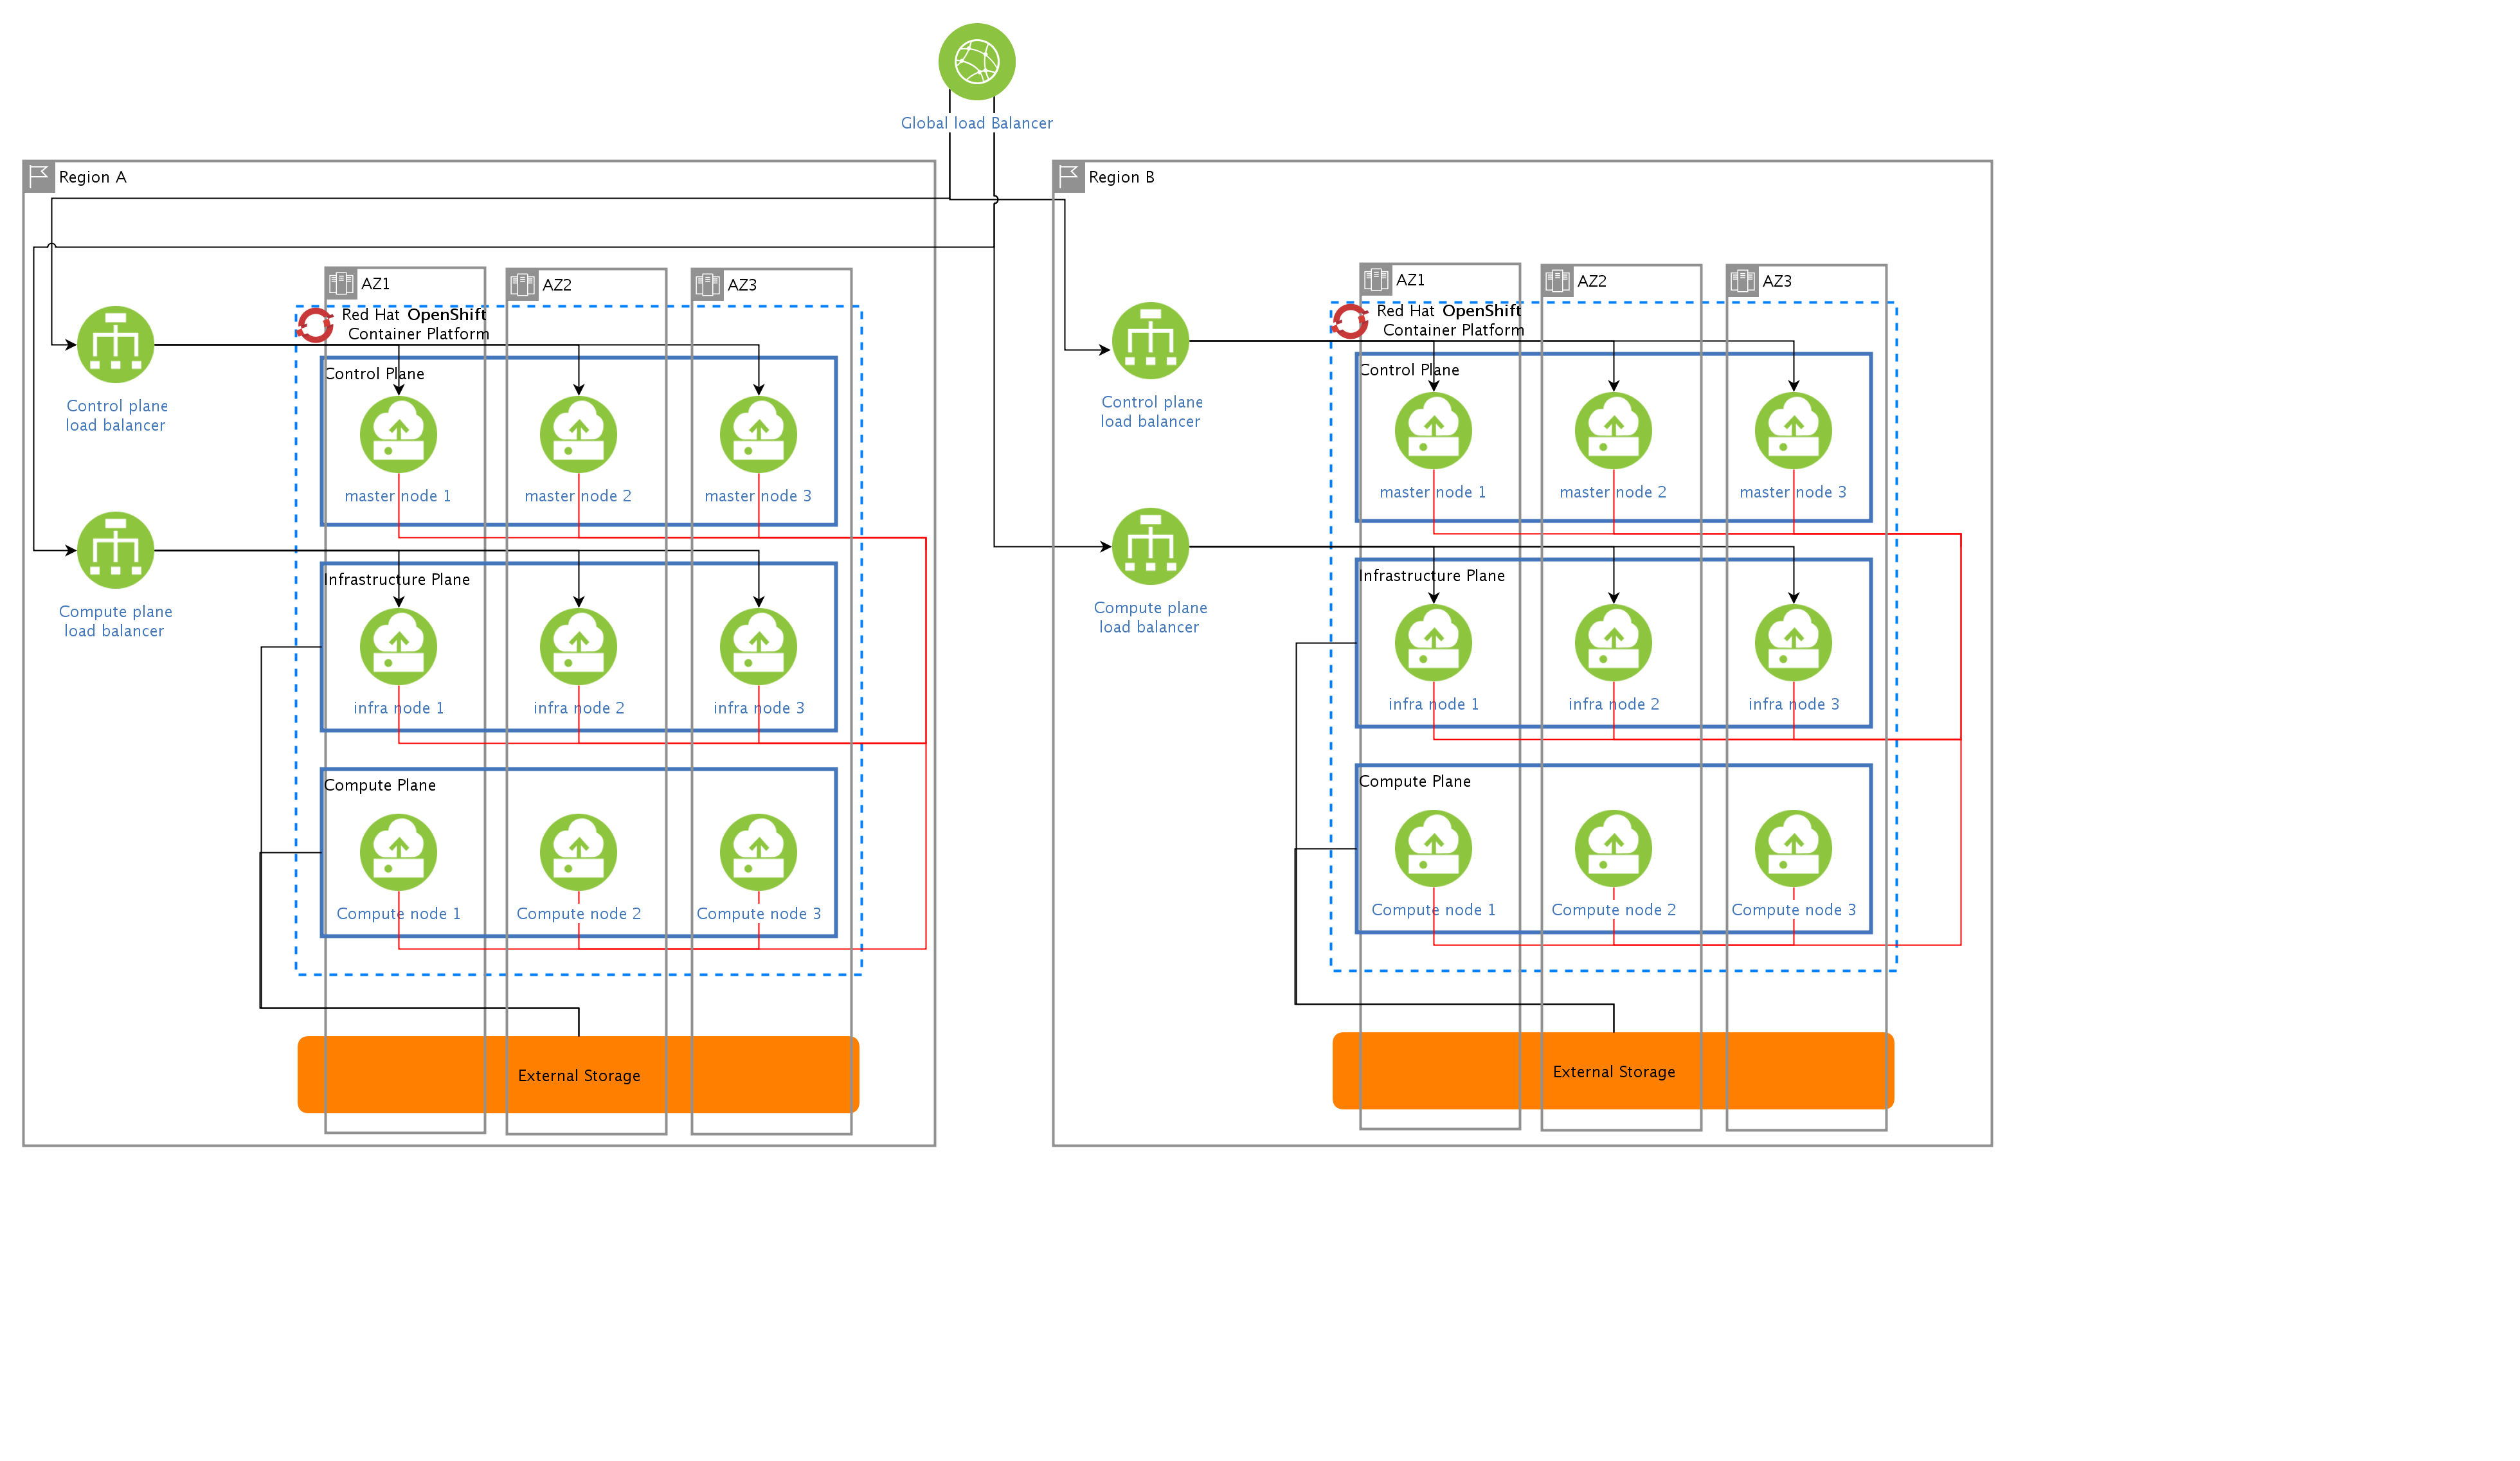 Global load Balancer
Region A
AZ1
AZ2
AZ3
Red Hat OpenShift
Container Platform
Control plane
load balancer
Control Plane
master node 1
master node 2
master node 3
Compute plane
load balancer
Infrastructure Plane
infra node 1
infra node 2
infra node 3
Compute Plane
Compute node 1
Compute node 2
Compute node 3
External Storage
Region B
AZ1
AZ2
AZ3
Red Hat OpenShift
Container Platform
Control plane
load balancer
Control Plane
master node 1
master node 2
master node 3
Compute plane
load balancer
Infrastructure Plane
infra node 1
infra node 2
infra node 3
Compute Plane
Compute node 1
Compute node 2
Compute node 3
External Storage